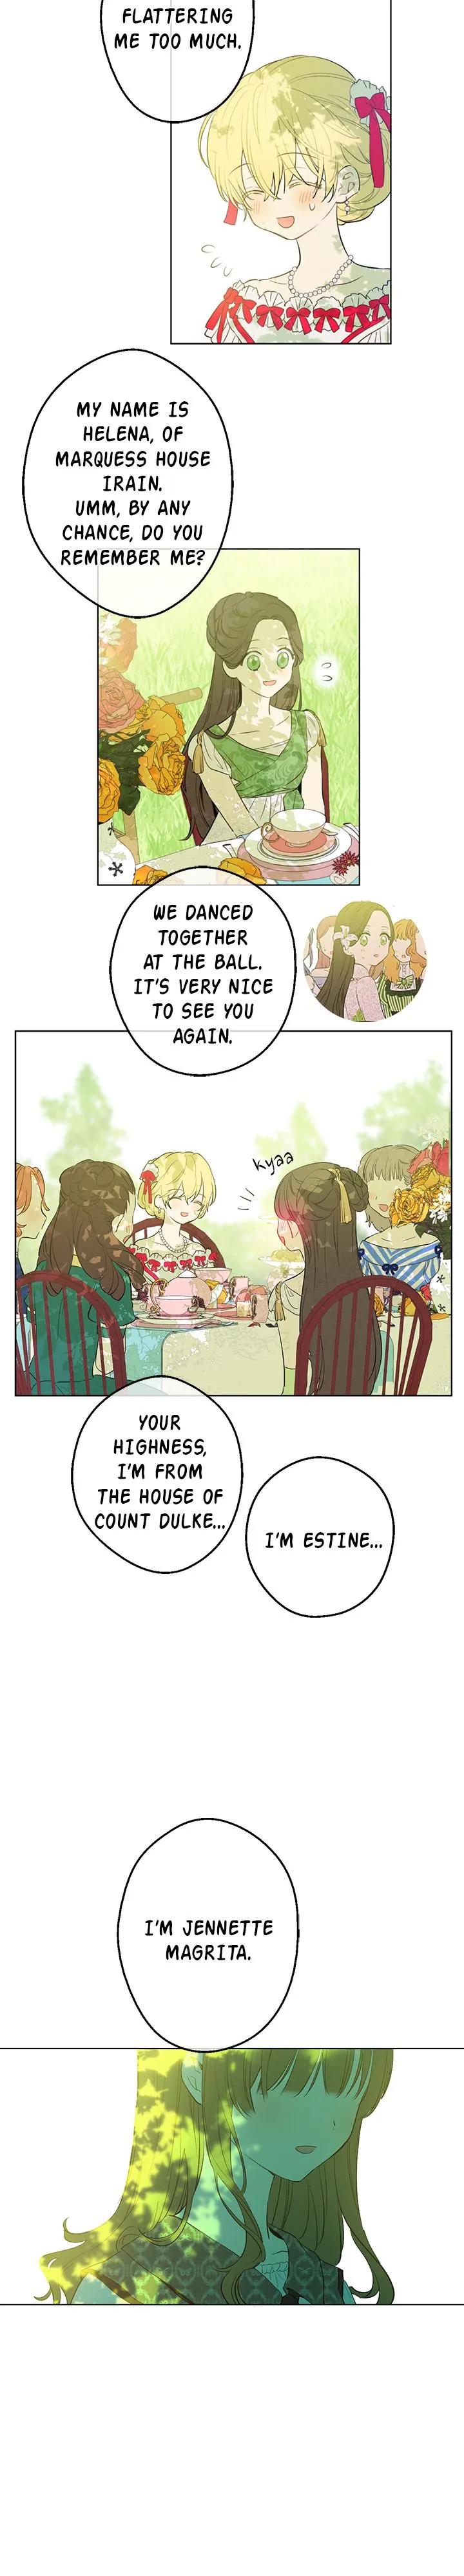 FLATTERING
ME TOO MUCH.
MY NAME IS
HELENA, OF
MARQUESS HOUSE
IRAIN.
UMM, BY ANY
CHANCE, DO YOU
REMEMBER ME?
WE DANCED
TOGETHER
AT THE BALL.
IT'S VERY NICE
TO SEE YOU
AGAIN.
kyaa
YOUR
HIGHNESS,
I'M FROM
THE HOUSE OF
COUNT DULKE...
I'M ESTINE...
I'M JENNETTE
MAGRITA.